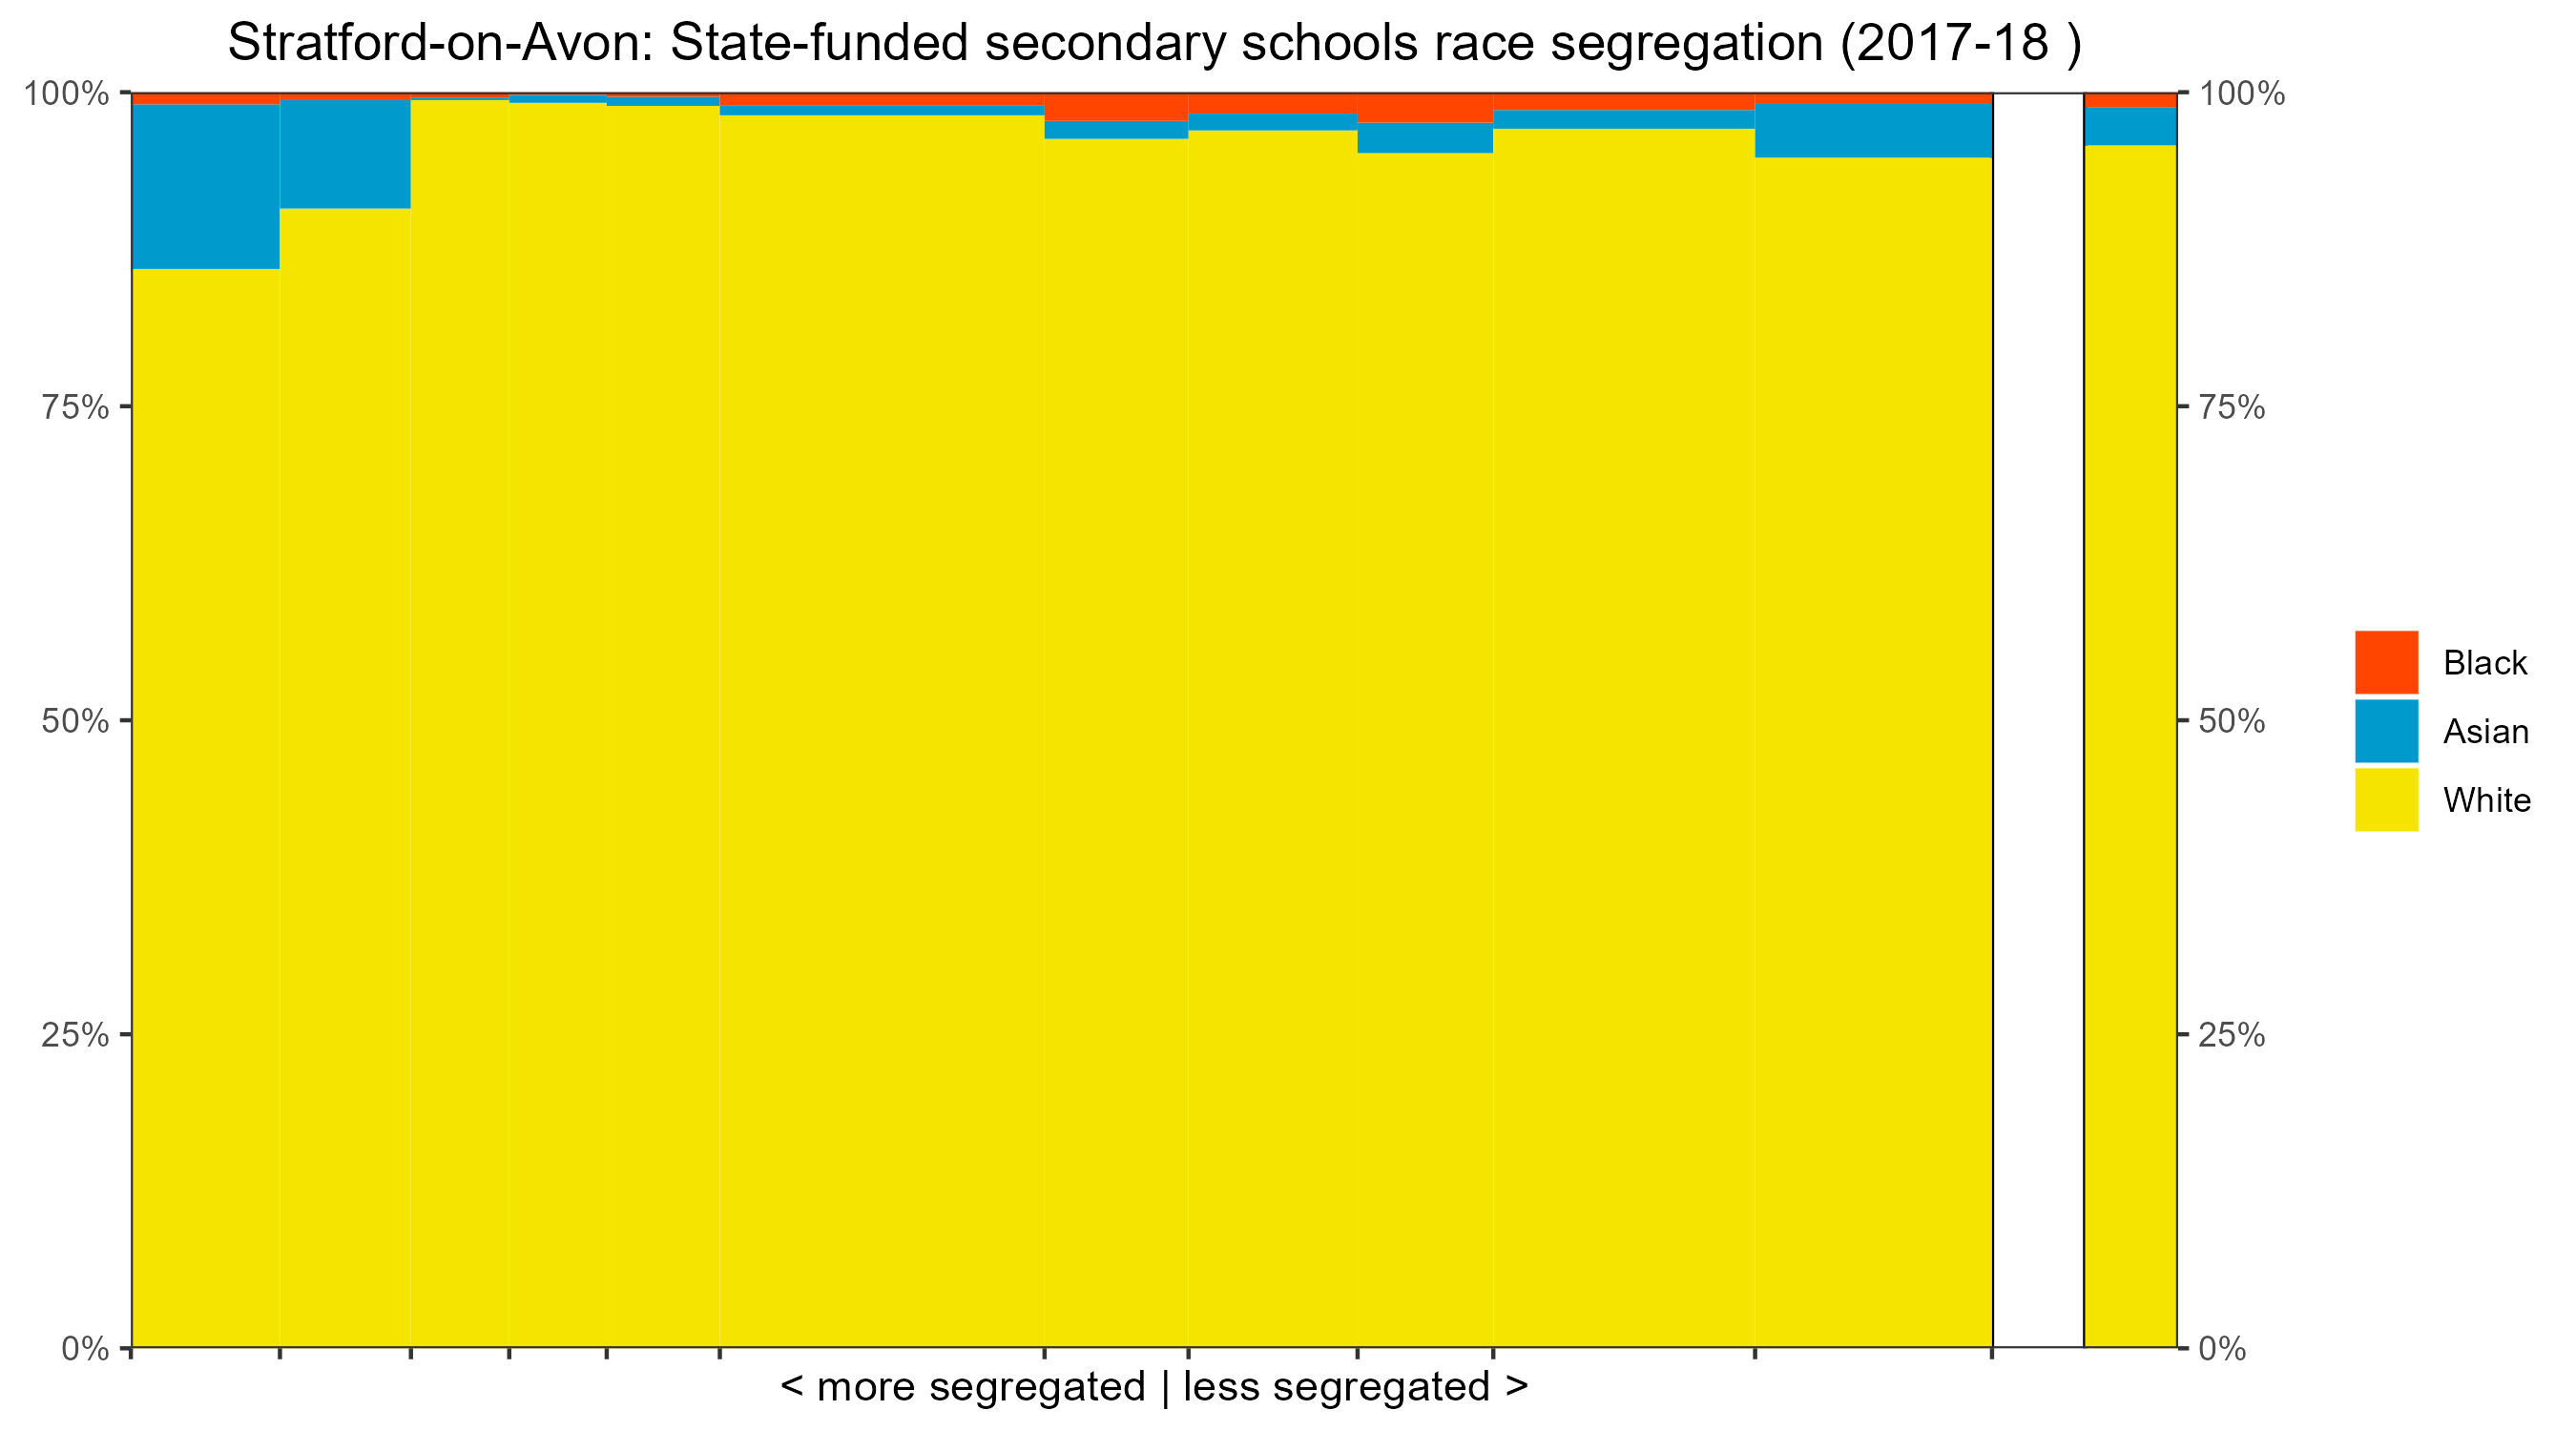 Stratford-on-Avon: State-funded secondary schools race segregation (2017-18 )
100%
75%
50%
25%
0%
100%
75%
50%
25%
0%
Black
Asian
White
< more segregated | less segregated >